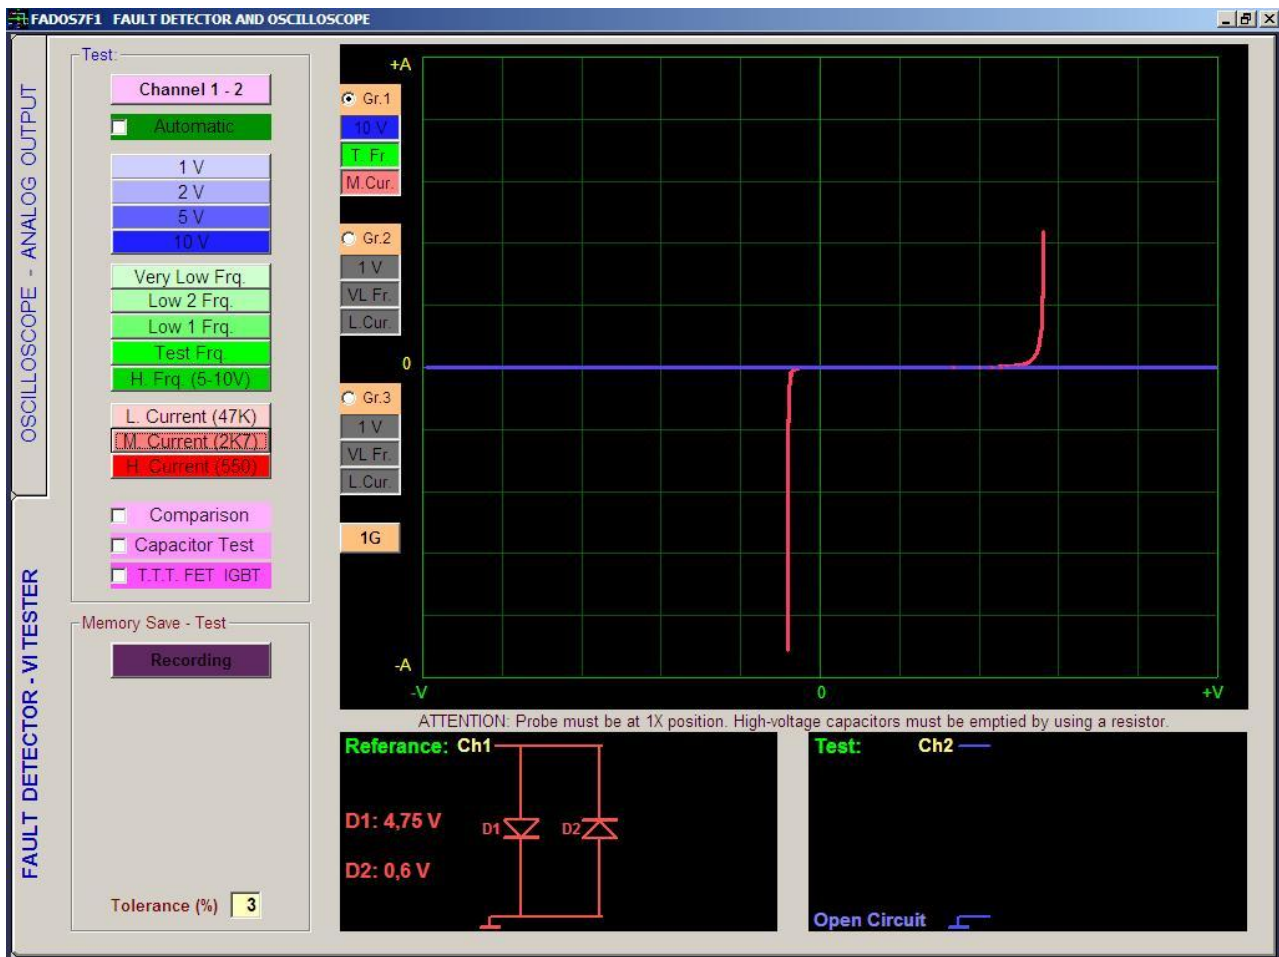 FADOS7F1 FAULT DETECTOR AND OSCILLOSCOPE
OSCILLOSCOPE - ANALOG OUTPUT
FAULT DETECTOR - VI TESTER
Test:
Channel 1 - 2
Automatic
1 V
2 V
5 V
10 V
Very Low Frq.
Low 2 Frq.
Low 1 Frq.
Test Frq.
H. Frq. (5-10V)
L. Current (47K)
M. Current (2K7)
H. Current (550)
Comparison
Capacitor Test
T.T.T. FET IGBT
Memory Save - Test
Recording
Tolerance (%) 3
Gr.1
10 V
T. Fr.
M.Cur.
Gr.2
1 V
VL Fr.
L.Cur.
Gr.3
1 V
VL Fr.
L.Cur.
1G
+A
0
-A
-V 0 +V
ATTENTION: Probe must be at 1X position. High-voltage capacitors must be emptied by using a resistor.
Referance: Ch1
D1: 4,75 V
D1 D2
D2: 0,6 V
Test: Ch2
Open Circuit